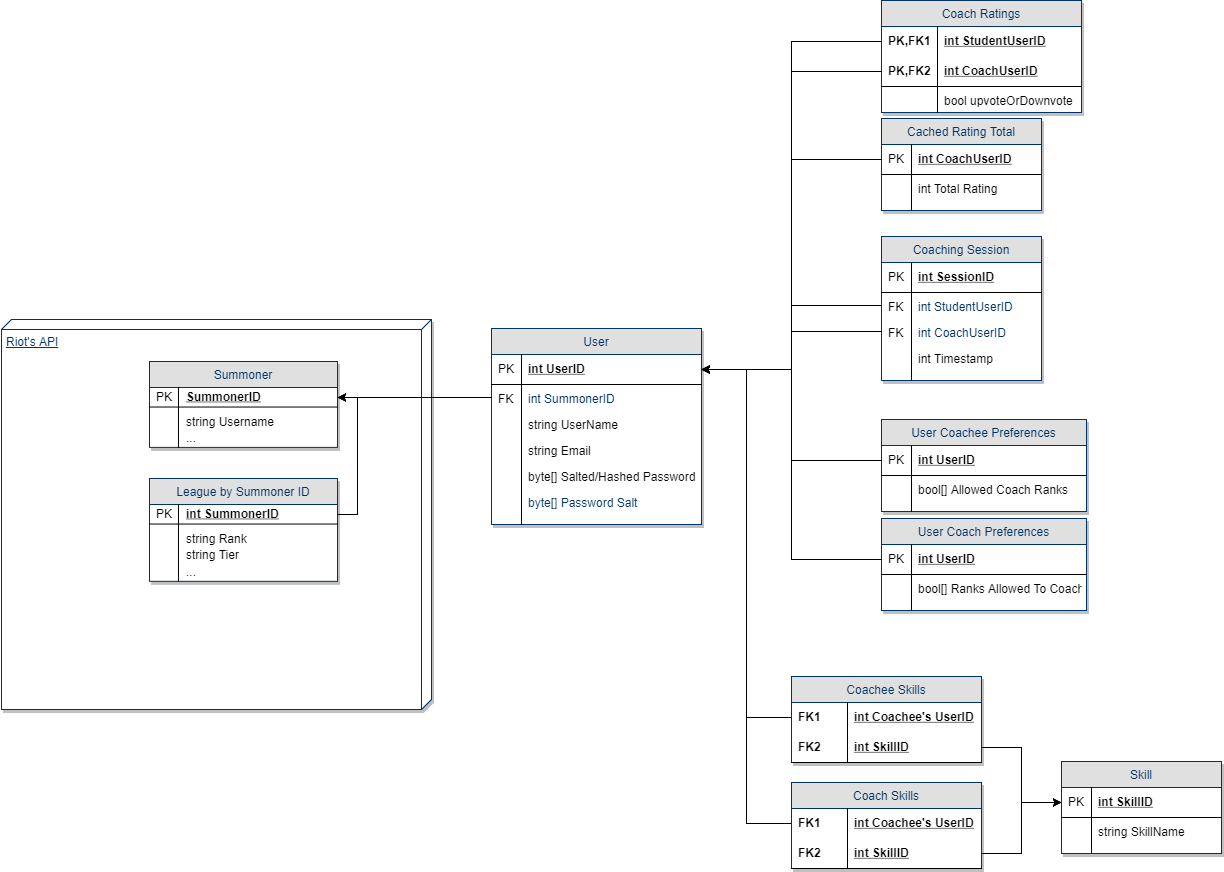 Coach Ratings
PK,FK1 int StudentUserID
PK,FK2 int CoachUserID
bool upvoteOrDownvote
Cached Rating Total
PK int CoachUserID
int Total Rating
Coaching Session
PK int SessionID
FK int StudentUserID
FK int CoachUserID
int Timestamp
Riot's API
Summoner
PK SummonerID
string Username
...
League by Summoner ID
PK int SummonerID
string Rank
string Tier
...
User
PK int UserID
FK int SummonerID
string UserName
string Email
byte[] Salted/Hashed Password
byte[] Password Salt
User Coachee Preferences
PK int UserID
bool[] Allowed Coach Ranks
User Coach Preferences
PK int UserID
bool[] Ranks Allowed To Coach
Coachee Skills
FK1 int Coachee's UserID
FK2 int SkillID
Coach Skills
FK1 int Coachee's UserID
FK2 int SkillID
Skill
PK int SkillID
string SkillName